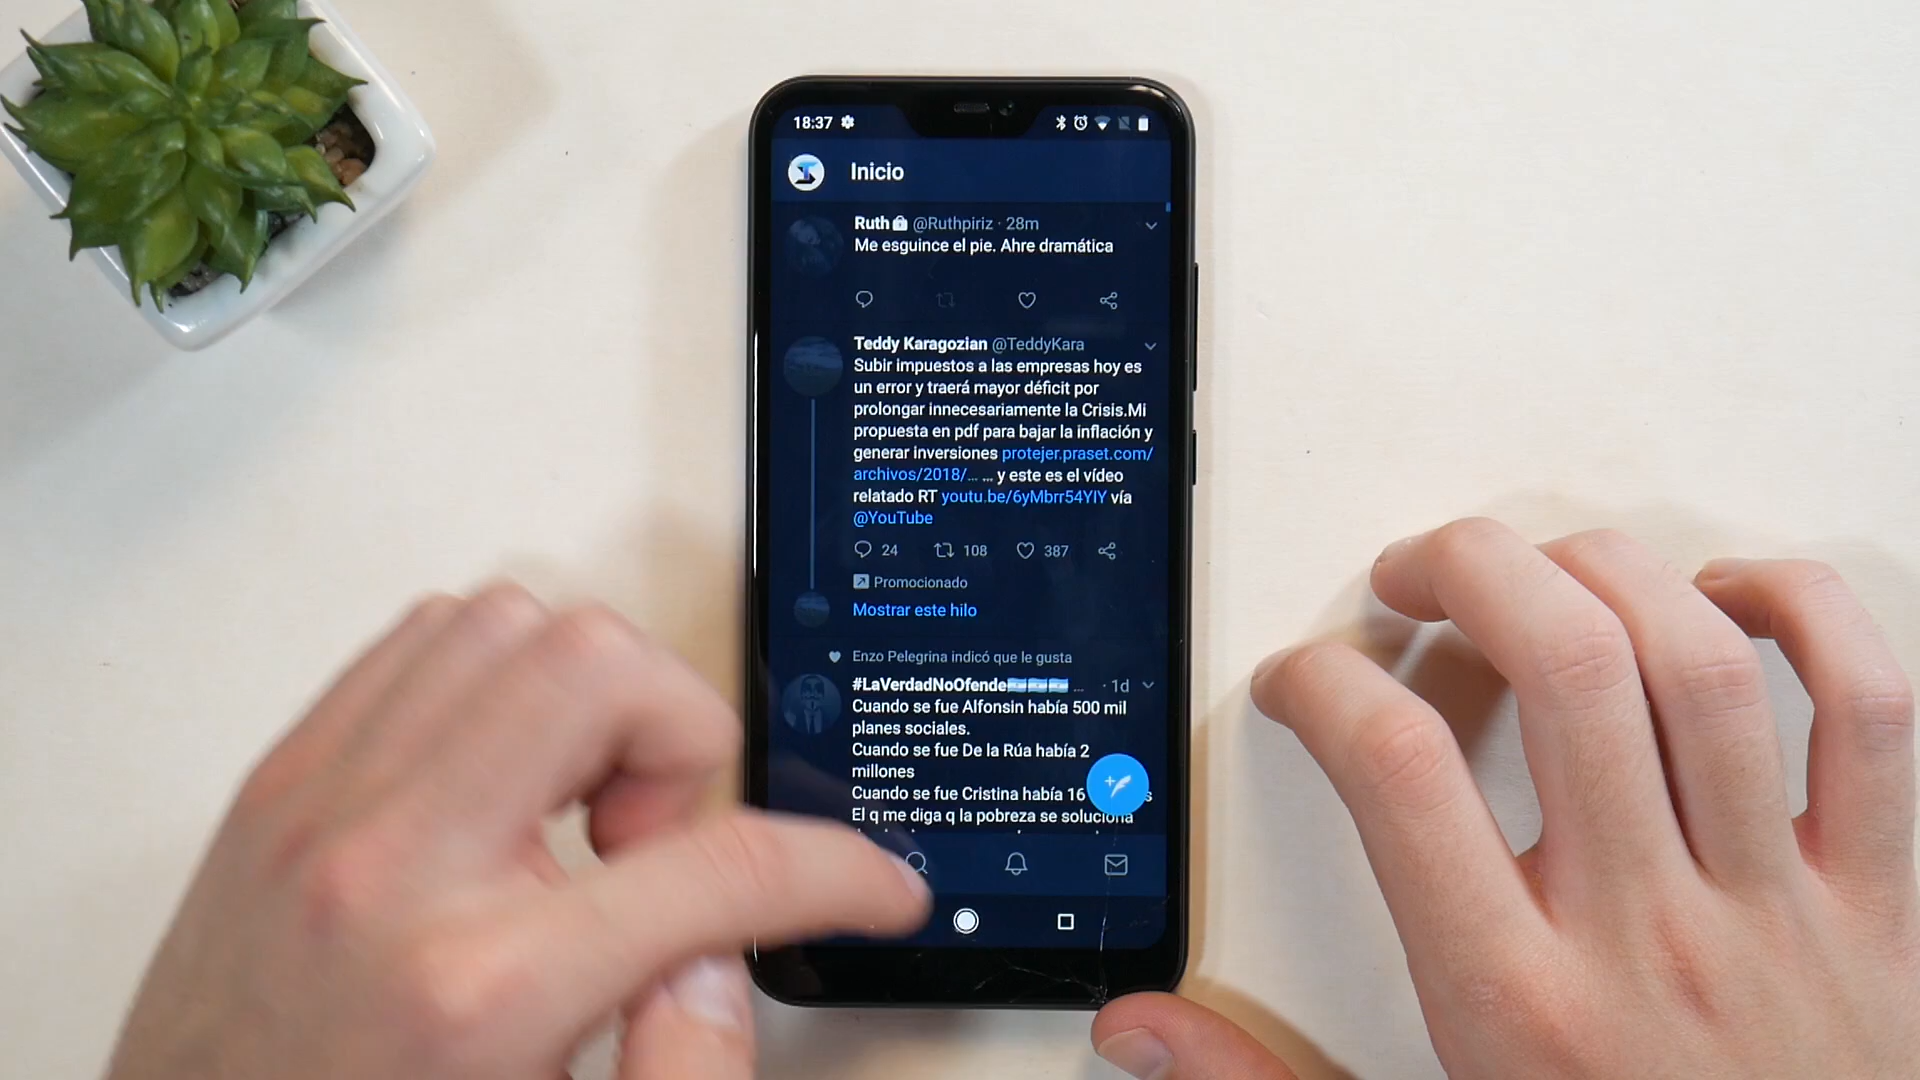 18:37
Inicio
Ruth @Ruthpiriz · 28m
Me esguince el pie. Ahre dramática
Teddy Karagozian @TeddyKara
Subir impuestos a las empresas hoy es
un error y traerá mayor déficit por
prolongar innecesariamente la Crisis.Mi
propuesta en pdf para bajar la inflación y
generar inversiones protejer.praset.com/
archivos/2018/… … y este es el vídeo
relatado RT youtu.be/6yMbrr54YIY vía
@YouTube
24 108 387
Promocionado
Mostrar este hilo
Enzo Pelegrina indicó que le gusta
#LaVerdadNoOfende ... · 1d
Cuando se fue Alfonsin había 500 mil
planes sociales.
Cuando se fue De la Rúa había 2
millones
Cuando se fue Cristina había 16
El q me diga q la pobreza se soluciona